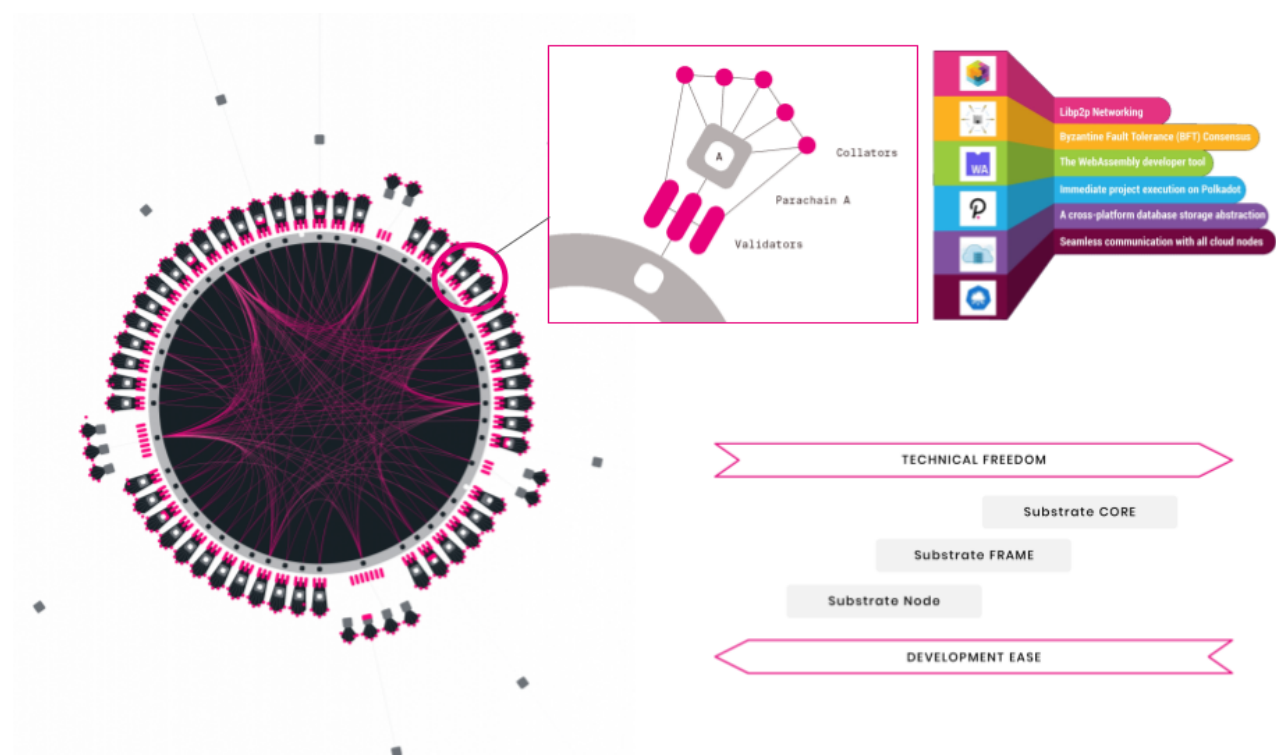 A
Collators
Parachain A
Validators
Libp2p Networking
Byzantine Fault Tolerance (BFT) Consensus
The WebAssembly developer tool
WA
Immediate project execution on Polkadot
A cross-platform database storage abstraction
Seamless communication with all cloud nodes
TECHNICAL FREEDOM
Substrate CORE
Substrate FRAME
Substrate Node
DEVELOPMENT EASE